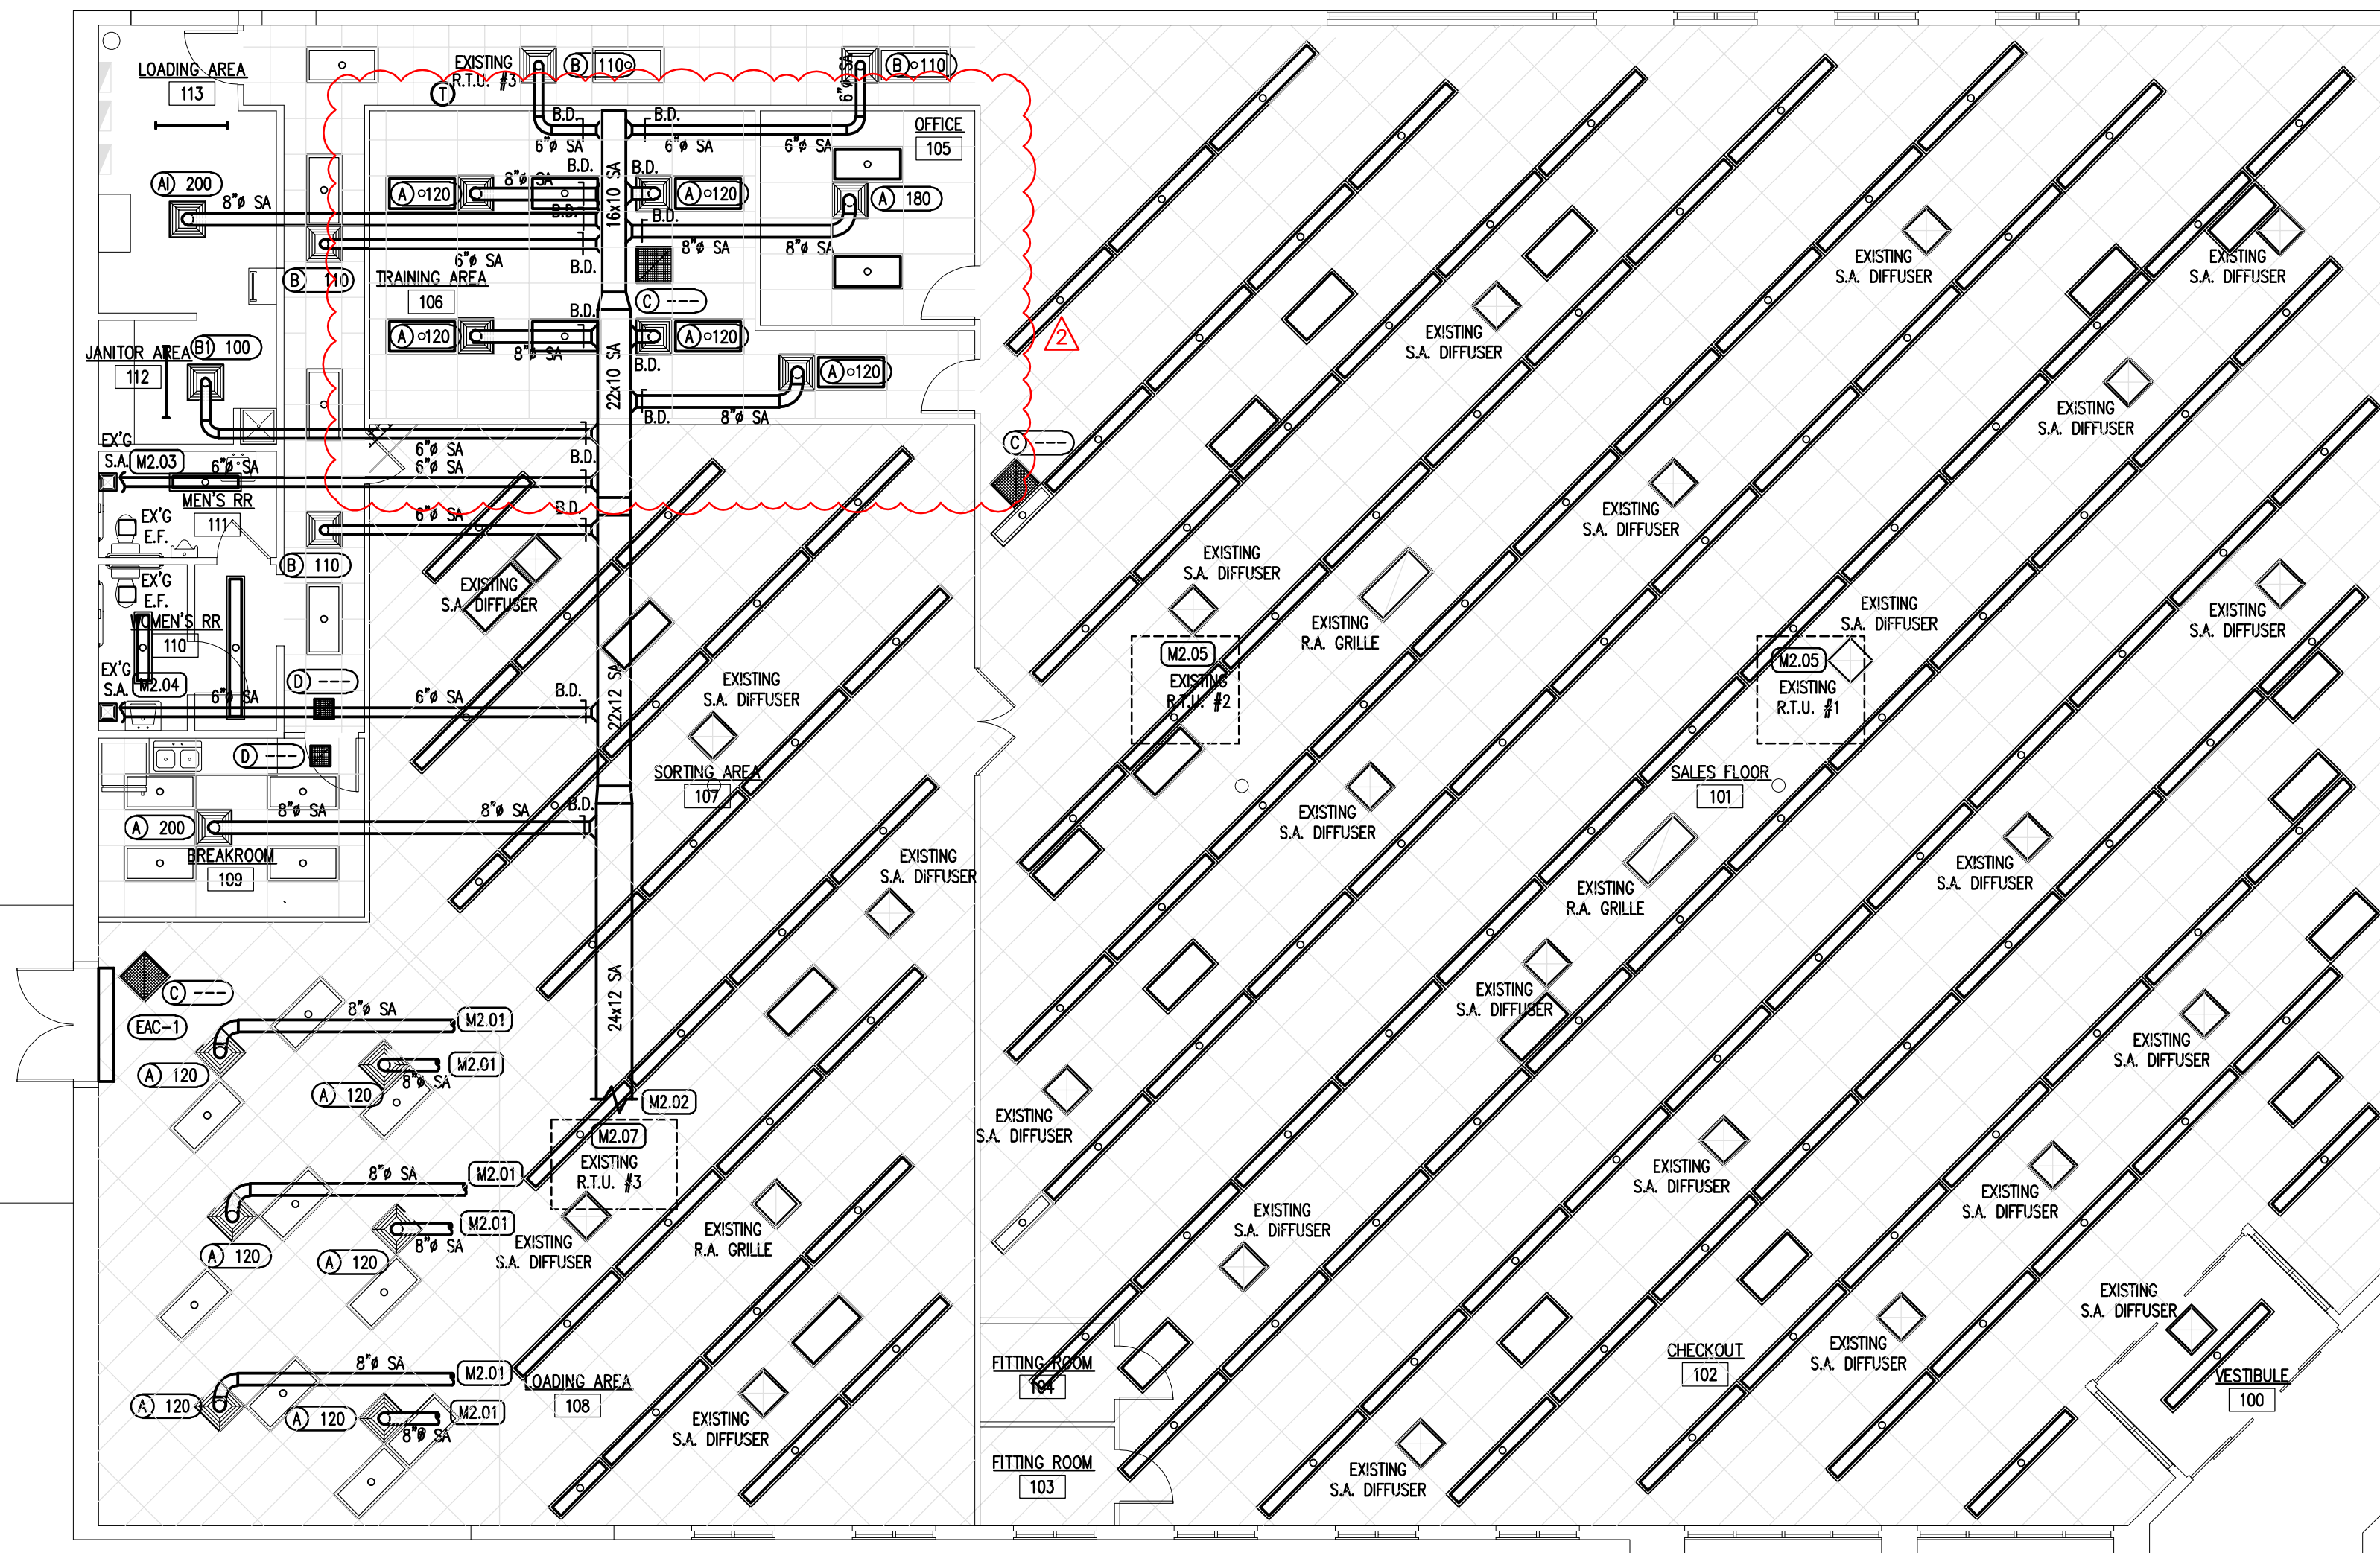 LOADING AREA
113
EXISTING
R.T.U. #3
T
B 110
B 110
6"ø SA
B.D.
B.D.
6"ø SA
6"ø SA
6"ø SA
OFFICE
105
A1 200
8"ø SA
A 120
8"ø SA
B.D.
B.D.
A 120
16x10 SA
A 180
B.D.
B.D.
8"ø SA
8"ø SA
6"ø SA
B.D.
B 110
TRAINING AREA
106
C ---
B.D.
A 120
8"ø SA
A 120
B.D.
22x10 SA
A 120
B.D.
8"ø SA
2
JANITOR AREA
112
B1 100
6"ø SA
6"ø SA
B.D.
EX'G
S.A.
M2.03
6"ø SA
MEN'S RR
111
EX'G
E.F.
6"ø SA
B.D.
B 110
EX'G
E.F.
WOMEN'S RR
110
EX'G
S.A.
M2.04
6"ø SA
D ---
6"ø SA
B.D.
22x12 SA
D ---
8"ø SA
8"ø SA
B.D.
A 200
BREAKROOM
109
EXISTING
S.A. DIFFUSER
EXISTING
S.A. DIFFUSER
SORTING AREA
107
EXISTING
S.A. DIFFUSER
24x12 SA
C ---
EAC-1
8"ø SA
M2.01
M2.01
8"ø SA
A 120
A 120
M2.02
M2.07
EXISTING
R.T.U. #3
8"ø SA
M2.01
M2.01
8"ø SA
A 120
A 120
EXISTING
S.A. DIFFUSER
EXISTING
R.A. GRILLE
8"ø SA
M2.01
M2.01
8"ø SA
A 120
A 120
LOADING AREA
108
EXISTING
S.A. DIFFUSER
C ---
EXISTING
S.A. DIFFUSER
EXISTING
S.A. DIFFUSER
EXISTING
S.A. DIFFUSER
EXISTING
S.A. DIFFUSER
EXISTING
S.A. DIFFUSER
EXISTING
S.A. DIFFUSER
EXISTING
R.A. GRILLE
EXISTING
S.A. DIFFUSER
EXISTING
S.A. DIFFUSER
M2.05
EXISTING
R.T.U. #2
M2.05
EXISTING
R.T.U. #1
SALES FLOOR
101
EXISTING
S.A. DIFFUSER
EXISTING
R.A. GRILLE
EXISTING
S.A. DIFFUSER
EXISTING
S.A. DIFFUSER
EXISTING
S.A. DIFFUSER
EXISTING
S.A. DIFFUSER
EXISTING
S.A. DIFFUSER
EXISTING
S.A. DIFFUSER
EXISTING
S.A. DIFFUSER
EXISTING
S.A. DIFFUSER
EXISTING
S.A. DIFFUSER
CHECKOUT
102
FITTING ROOM
104
FITTING ROOM
103
VESTIBULE
100
EXISTING
S.A. DIFFUSER